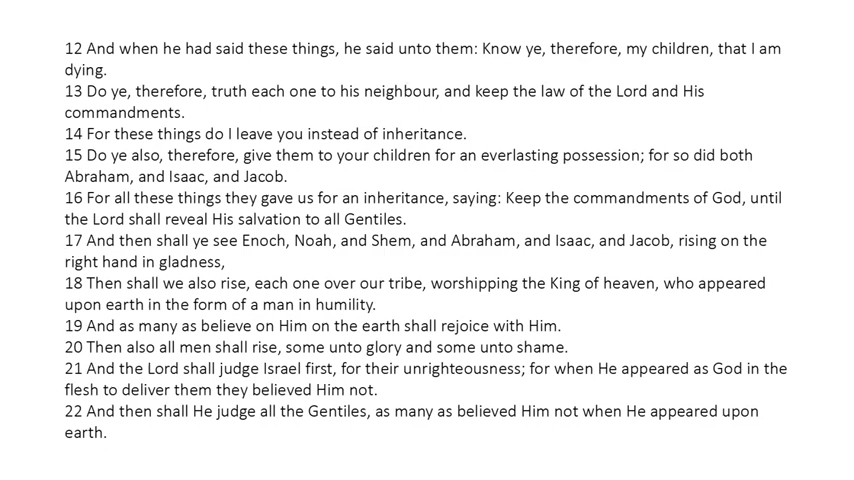 12 And when he had said these things, he said unto them: Know ye, therefore, my children, that I am
dying.
13 Do ye, therefore, truth each one to his neighbour, and keep the law of the Lord and His
commandments.
14 For these things do I leave you instead of inheritance.
15 Do ye also, therefore, give them to your children for an everlasting possession; for so did both
Abraham, and Isaac, and Jacob.
16 For all these things they gave us for an inheritance, saying: Keep the commandments of God, until
the Lord shall reveal His salvation to all Gentiles.
17 And then shall ye see Enoch, Noah, and Shem, and Abraham, and Isaac, and Jacob, rising on the
right hand in gladness,
18 Then shall we also rise, each one over our tribe, worshipping the King of heaven, who appeared
upon earth in the form of a man in humility.
19 And as many as believe on Him on the earth shall rejoice with Him.
20 Then also all men shall rise, some unto glory and some unto shame.
21 And the Lord shall judge Israel first, for their unrighteousness; for when He appeared as God in the
flesh to deliver them they believed Him not.
22 And then shall He judge all the Gentiles, as many as believed Him not when He appeared upon
earth.